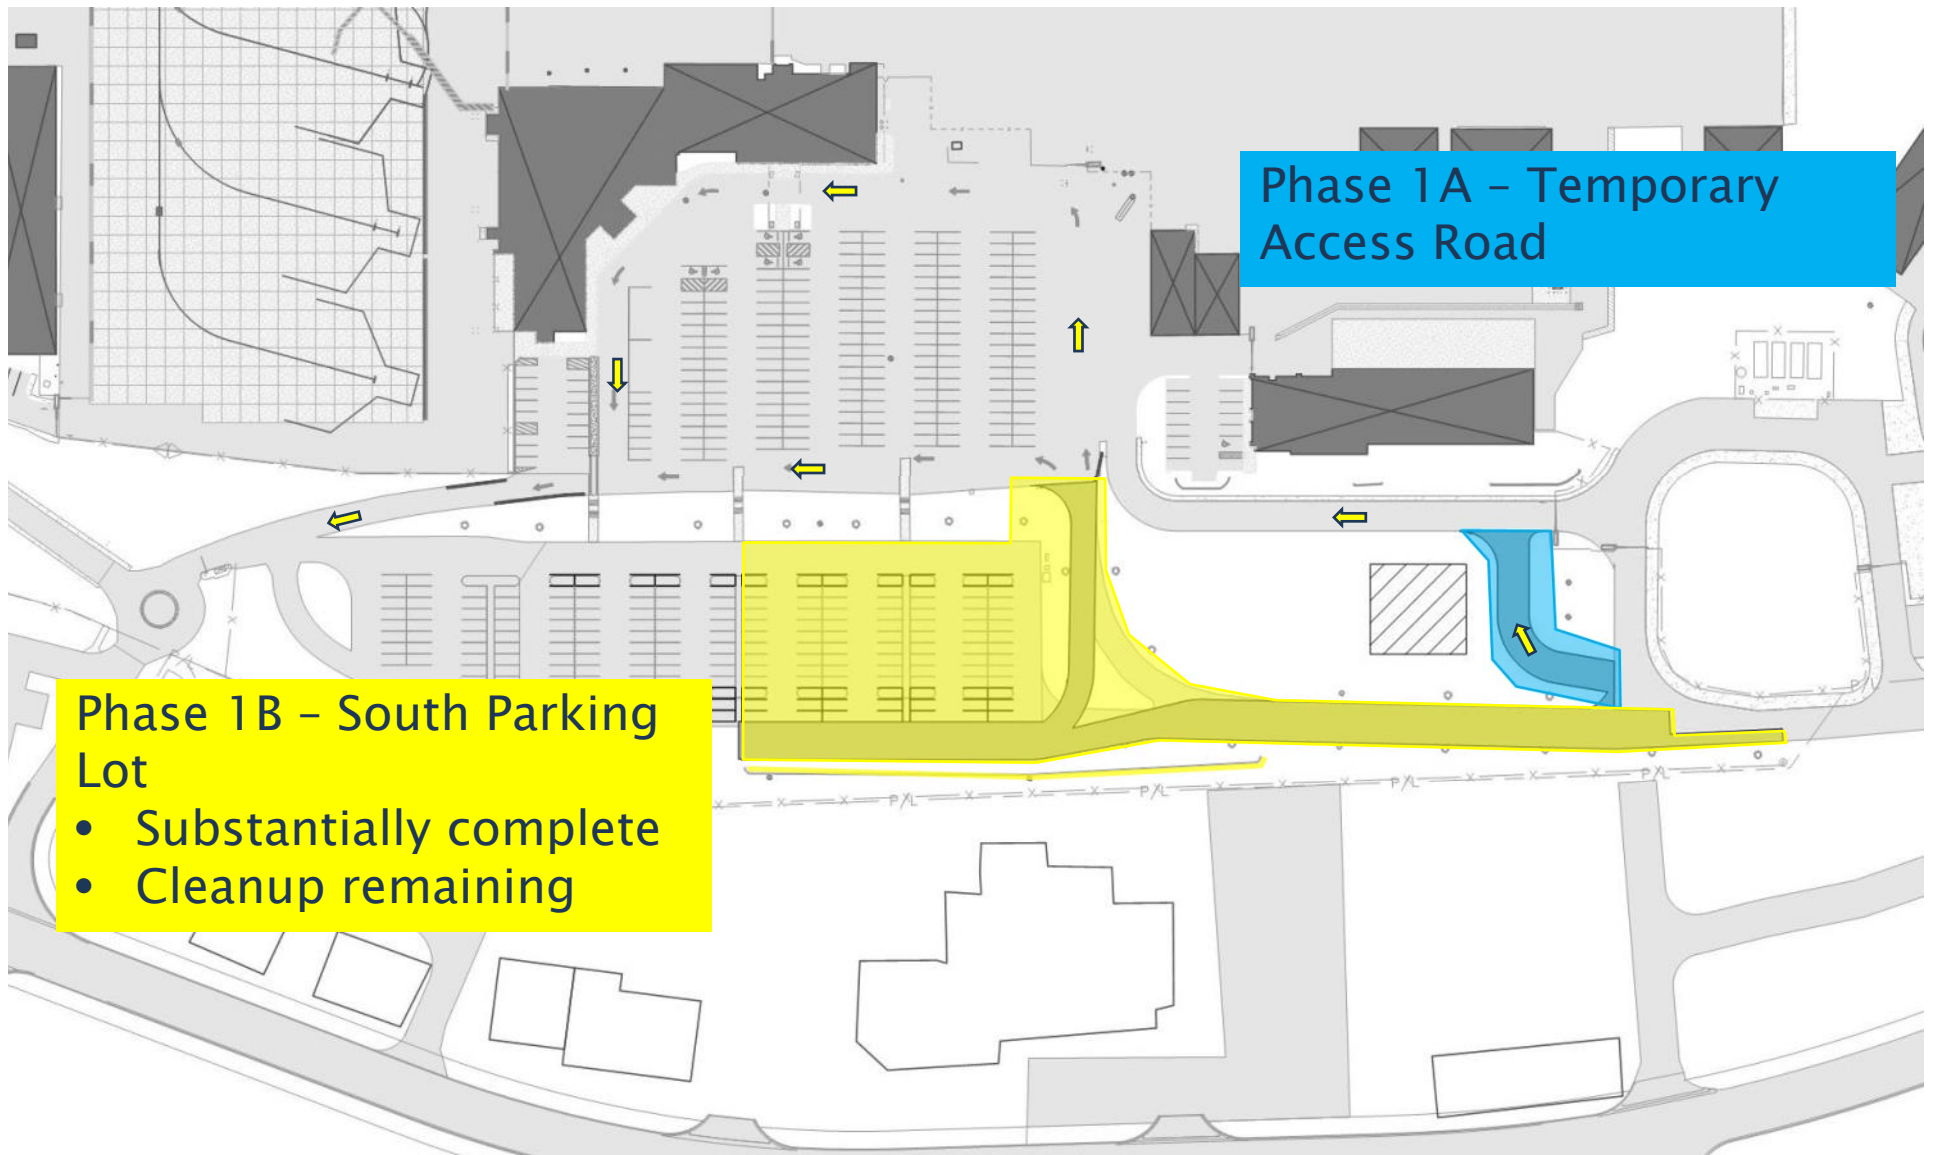 Phase 1A – Temporary
Access Road
Phase 1B – South Parking
Lot
• Substantially complete
• Cleanup remaining
P/L
P/L
P/L
P/L
P/L
P/L